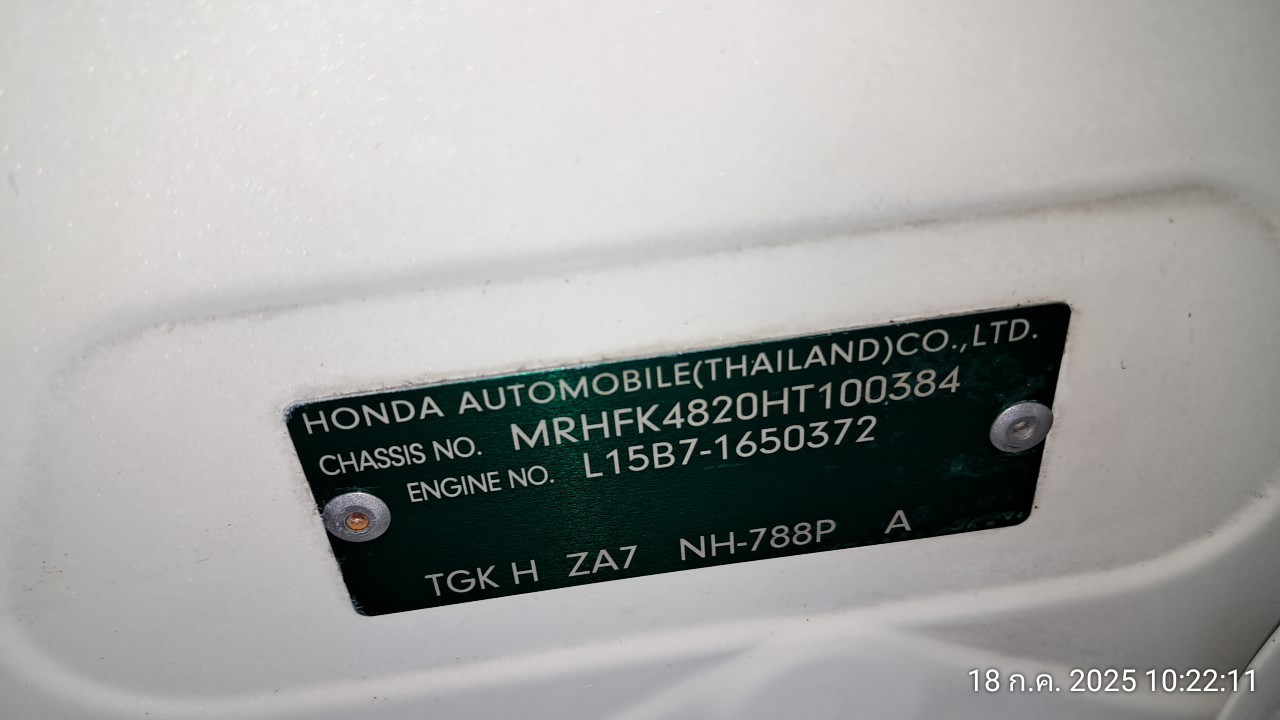 HONDA AUTOMOBILE(THAILAND)CO.,LTD.
CHASSIS NO. MRHFK4820HT100384
ENGINE NO. L15B7-1650372
TGK H ZA7 NH-788P A
18 ก.ค. 2025 10:22:11